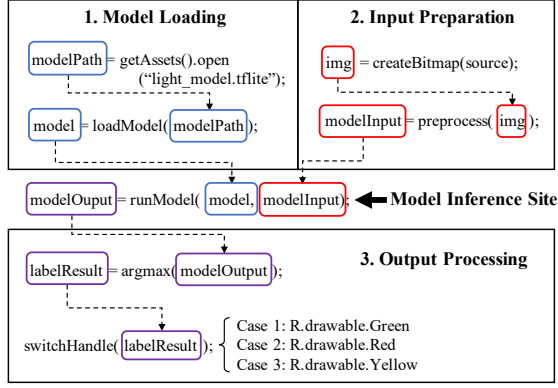 1. Model Loading
modelPath = getAssets().open
(“light_model.tflite”);
model = loadModel( modelPath );
2. Input Preparation
img = createBitmap(source);
modelInput = preprocess( img );
modelOuput = runModel( model, modelInput);
Model Inference Site
3. Output Processing
labelResult = argmax( modelOutput );
switchHandle( labelResult );
Case 1: R.drawable.Green
Case 2: R.drawable.Red
Case 3: R.drawable.Yellow